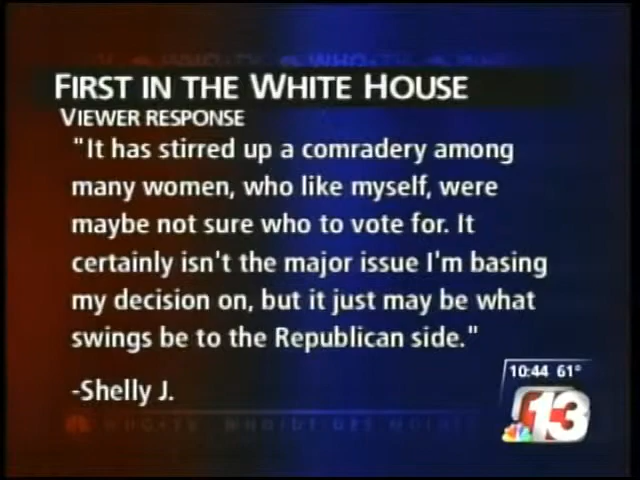 FIRST IN THE WHITE HOUSE
VIEWER RESPONSE
"It has stirred up a comradery among
many women, who like myself, were
maybe not sure who to vote for. It
certainly isn't the major issue I'm basing
my decision on, but it just may be what
swings be to the Republican side."
-Shelly J.
10:44 61°
13